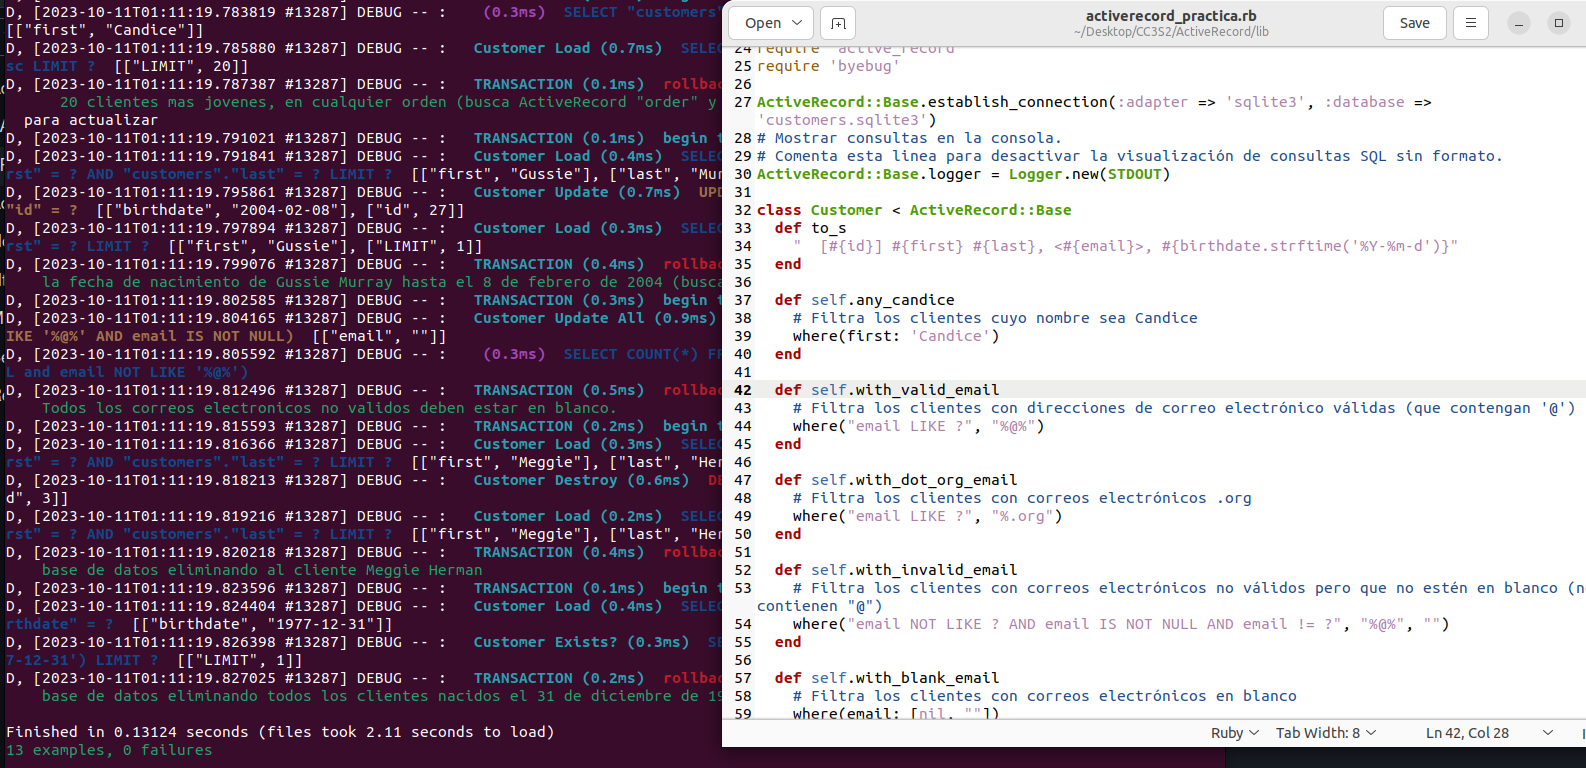 D, [2023-10-11T01:11:19.783819 #13287] DEBUG -- :    (0.3ms)  SELECT "customers"
[["first", "Candice"]]
D, [2023-10-11T01:11:19.785880 #13287] DEBUG -- :   Customer Load (0.7ms)  SELEC
sc LIMIT ?  [["LIMIT", 20]]
D, [2023-10-11T01:11:19.787387 #13287] DEBUG -- :   TRANSACTION (0.1ms)  rollbac
20 clientes mas jovenes, en cualquier orden (busca ActiveRecord "order" y
para actualizar
D, [2023-10-11T01:11:19.791021 #13287] DEBUG -- :   TRANSACTION (0.1ms)  begin t
D, [2023-10-11T01:11:19.791841 #13287] DEBUG -- :   Customer Load (0.4ms)  SELEC
rst" = ? AND "customers"."last" = ? LIMIT ?  [["first", "Gussie"], ["last", "Mur
D, [2023-10-11T01:11:19.795861 #13287] DEBUG -- :   Customer Update (0.7ms)  UPD
"id" = ?  [["birthdate", "2004-02-08"], ["id", 27]]
D, [2023-10-11T01:11:19.797894 #13287] DEBUG -- :   Customer Load (0.3ms)  SELEC
rst" = ? LIMIT ?  [["first", "Gussie"], ["LIMIT", 1]]
D, [2023-10-11T01:11:19.799076 #13287] DEBUG -- :   TRANSACTION (0.4ms)  rollbac
la fecha de nacimiento de Gussie Murray hasta el 8 de febrero de 2004 (busca
D, [2023-10-11T01:11:19.802585 #13287] DEBUG -- :   TRANSACTION (0.3ms)  begin t
D, [2023-10-11T01:11:19.804165 #13287] DEBUG -- :   Customer Update All (0.9ms)
IKE '%@%' AND email IS NOT NULL)  [["email", ""]]
D, [2023-10-11T01:11:19.805592 #13287] DEBUG -- :    (0.3ms)  SELECT COUNT(*) FR
L and email NOT LIKE '%@%')
D, [2023-10-11T01:11:19.812496 #13287] DEBUG -- :   TRANSACTION (0.5ms)  rollbac
Todos los correos electronicos no validos deben estar en blanco.
D, [2023-10-11T01:11:19.815593 #13287] DEBUG -- :   TRANSACTION (0.2ms)  begin t
D, [2023-10-11T01:11:19.816366 #13287] DEBUG -- :   Customer Load (0.3ms)  SELEC
rst" = ? AND "customers"."last" = ? LIMIT ?  [["first", "Meggie"], ["last", "Her
D, [2023-10-11T01:11:19.818213 #13287] DEBUG -- :   Customer Destroy (0.6ms)  DE
d", 3]]
D, [2023-10-11T01:11:19.819216 #13287] DEBUG -- :   Customer Load (0.2ms)  SELEC
rst" = ? AND "customers"."last" = ? LIMIT ?  [["first", "Meggie"], ["last", "Her
D, [2023-10-11T01:11:19.820218 #13287] DEBUG -- :   TRANSACTION (0.4ms)  rollbac
base de datos eliminando al cliente Meggie Herman
D, [2023-10-11T01:11:19.823596 #13287] DEBUG -- :   TRANSACTION (0.1ms)  begin t
D, [2023-10-11T01:11:19.824404 #13287] DEBUG -- :   Customer Load (0.4ms)  SELEC
rthdate" = ?  [["birthdate", "1977-12-31"]]
D, [2023-10-11T01:11:19.826398 #13287] DEBUG -- :   Customer Exists? (0.3ms)  SE
7-12-31') LIMIT ?  [["LIMIT", 1]]
D, [2023-10-11T01:11:19.827025 #13287] DEBUG -- :   TRANSACTION (0.2ms)  rollbac
base de datos eliminando todos los clientes nacidos el 31 de diciembre de 19
Finished in 0.13124 seconds (files took 2.11 seconds to load)
13 examples, 0 failures
Open
activerecord_practica.rb
~/Desktop/CC3S2/ActiveRecord/lib
Save
24 require 'active_record'
25 require 'byebug'
26
27 ActiveRecord::Base.establish_connection(:adapter => 'sqlite3', :database =>
'customers.sqlite3')
28 # Mostrar consultas en la consola.
29 # Comenta esta linea para desactivar la visualización de consultas SQL sin formato.
30 ActiveRecord::Base.logger = Logger.new(STDOUT)
31
32 class Customer < ActiveRecord::Base
33   def to_s
34     "  [#{id}] #{first} #{last}, <#{email}>, #{birthdate.strftime('%Y-%m-d')}"
35   end
36
37   def self.any_candice
38     # Filtra los clientes cuyo nombre sea Candice
39     where(first: 'Candice')
40   end
41
42   def self.with_valid_email
43     # Filtra los clientes con direcciones de correo electrónico válidas (que contengan '@')
44     where("email LIKE ?", "%@%")
45   end
46
47   def self.with_dot_org_email
48     # Filtra los clientes con correos electrónicos .org
49     where("email LIKE ?", "%.org")
50   end
51
52   def self.with_invalid_email
53     # Filtra los clientes con correos electrónicos no válidos pero que no estén en blanco (no
contienen "@")
54     where("email NOT LIKE ? AND email IS NOT NULL AND email != ?", "%@%", "")
55   end
56
57   def self.with_blank_email
58     # Filtra los clientes con correos electrónicos en blanco
59     where(email: [nil, ""])
Ruby
Tab Width: 8
Ln 42, Col 28